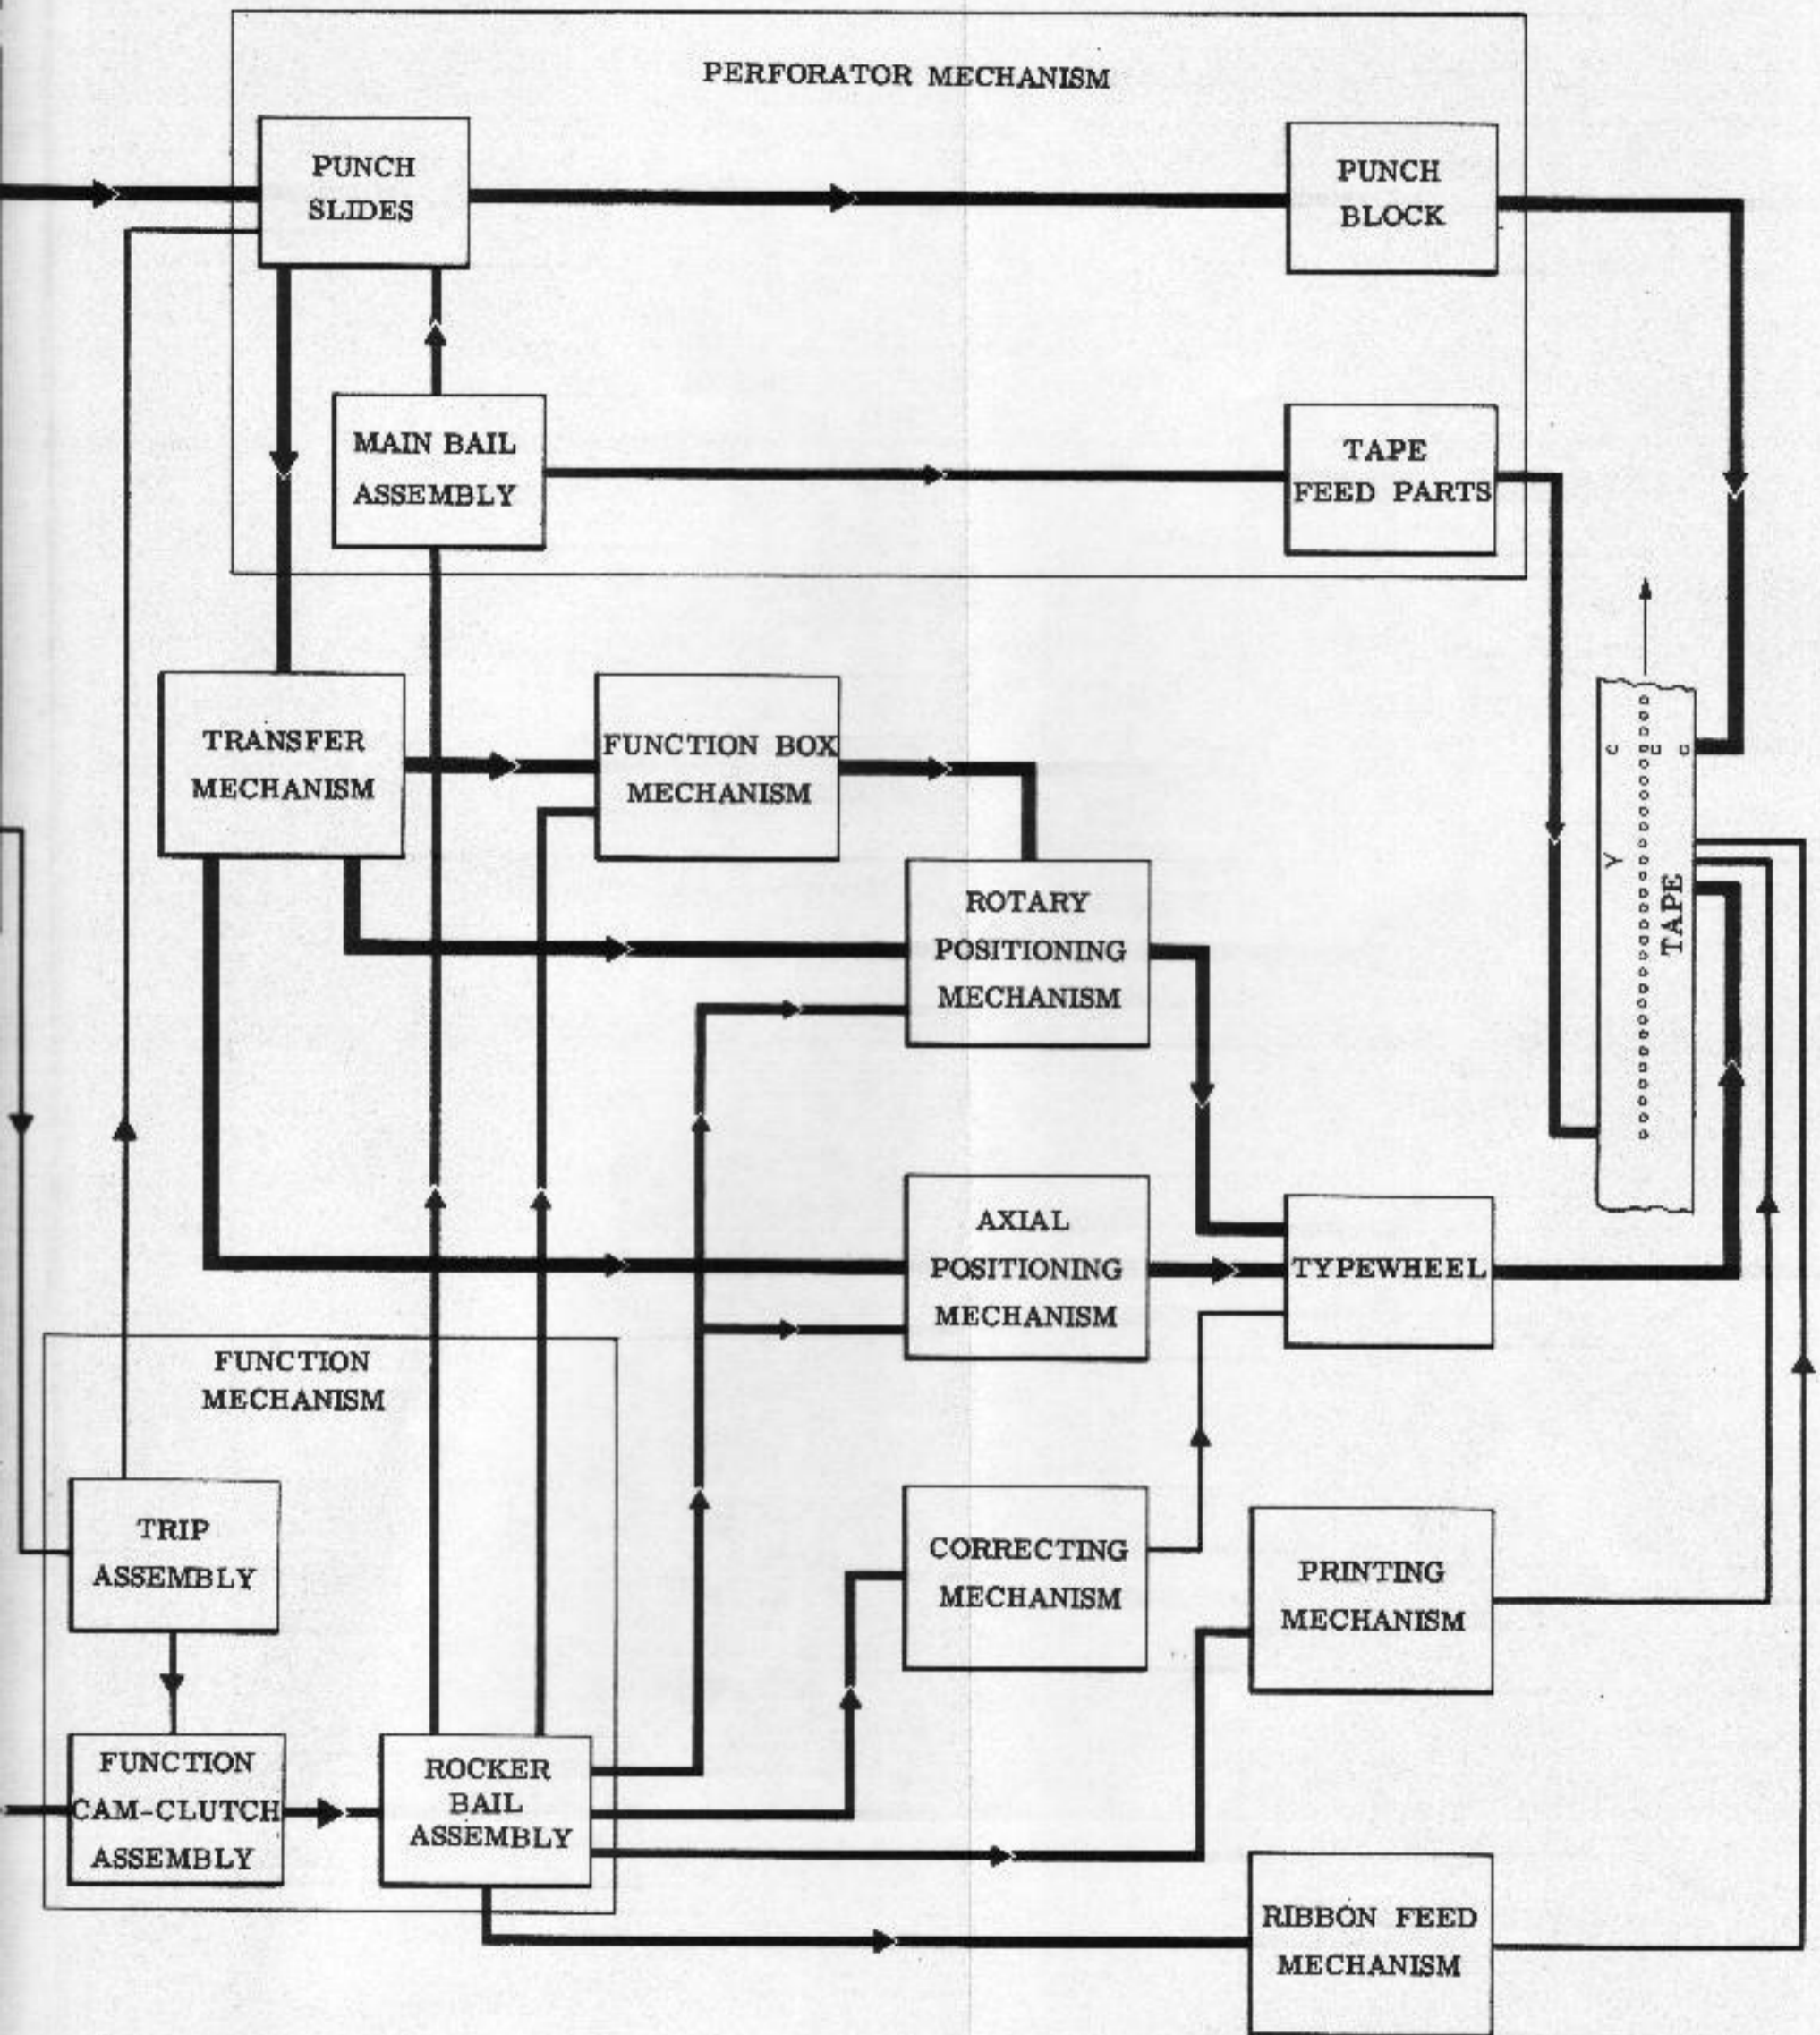 PERFORATOR MECHANISM
PUNCH
SLIDES
PUNCH
BLOCK
MAIN BAIL
ASSEMBLY
TAPE
FEED PARTS
TRANSFER
MECHANISM
FUNCTION BOX
MECHANISM
ROTARY
POSITIONING
MECHANISM
Y
TAPE
AXIAL
POSITIONING
MECHANISM
TYPEWHEEL
FUNCTION
MECHANISM
TRIP
ASSEMBLY
CORRECTING
MECHANISM
PRINTING
MECHANISM
FUNCTION
CAM-CLUTCH
ASSEMBLY
ROCKER
BAIL
ASSEMBLY
RIBBON FEED
MECHANISM